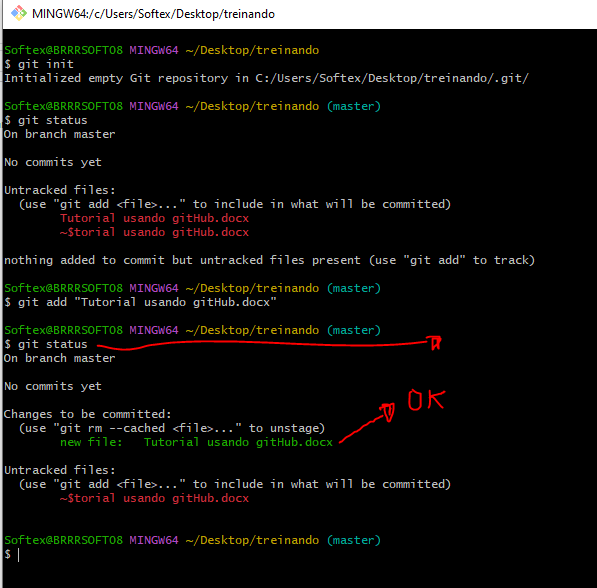 MINGW64:/c/Users/Softex/Desktop/treinando
Softex@BRRRSOFT08 MINGW64 ~/Desktop/treinando
$ git init
Initialized empty Git repository in C:/Users/Softex/Desktop/treinando/.git/
Softex@BRRRSOFT08 MINGW64 ~/Desktop/treinando (master)
$ git status
On branch master
No commits yet
Untracked files:
(use "git add <file>..." to include in what will be committed)
Tutorial usando gitHub.docx
~$torial usando gitHub.docx
nothing added to commit but untracked files present (use "git add" to track)
Softex@BRRRSOFT08 MINGW64 ~/Desktop/treinando (master)
$ git add "Tutorial usando gitHub.docx"
Softex@BRRRSOFT08 MINGW64 ~/Desktop/treinando (master)
$ git status
On branch master
No commits yet
OK
Changes to be committed:
(use "git rm --cached <file>..." to unstage)
new file:   Tutorial usando gitHub.docx
Untracked files:
(use "git add <file>..." to include in what will be committed)
~$torial usando gitHub.docx
Softex@BRRRSOFT08 MINGW64 ~/Desktop/treinando (master)
$